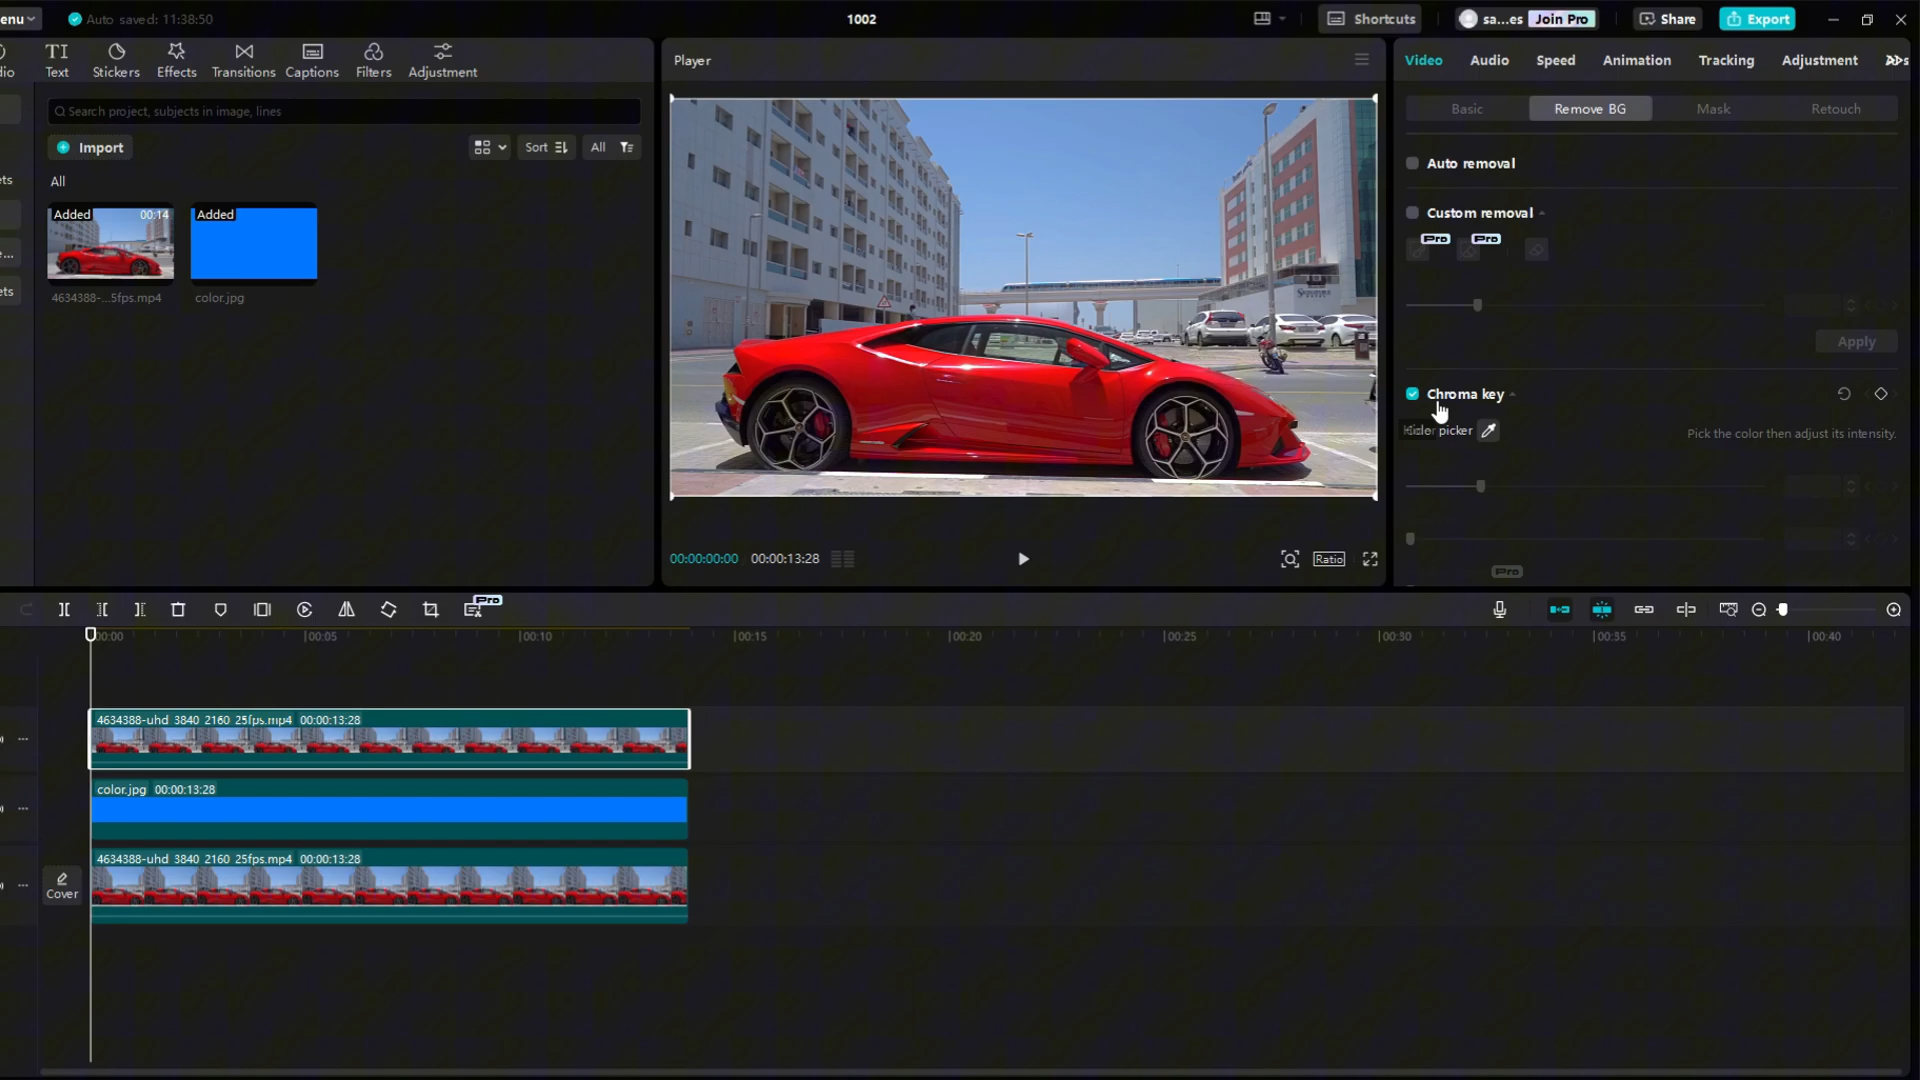 enu
Auto saved: 11:38:50
1002
Shortcuts
sa...es
Join Pro
Share
Export
dio
Text
Stickers
Effects
Transitions
Captions
Filters
Adjustment
Player
Video
Audio
Speed
Animation
Tracking
Adjustment
Search project, subjects in image, lines
Basic
Remove BG
Mask
Retouch
Import
Sort
All
Auto removal
ets
All
Added
00:14
Added
Custom removal
Pro
Pro
e...
ets
4634388-...5fps.mp4
color.jpg
Apply
Chroma key
picker
Pick the color then adjust its intensity.
00:00:00:00
00:00:13:28
Ratio
Pro
Pro
00:00
00:05
00:10
00:15
00:20
00:25
00:30
00:35
00:40
4634388-uhd 3840 2160 25fps.mp4 00:00:13:28
color.jpg 00:00:13:28
4634388-uhd 3840 2160 25fps.mp4 00:00:13:28
Cover